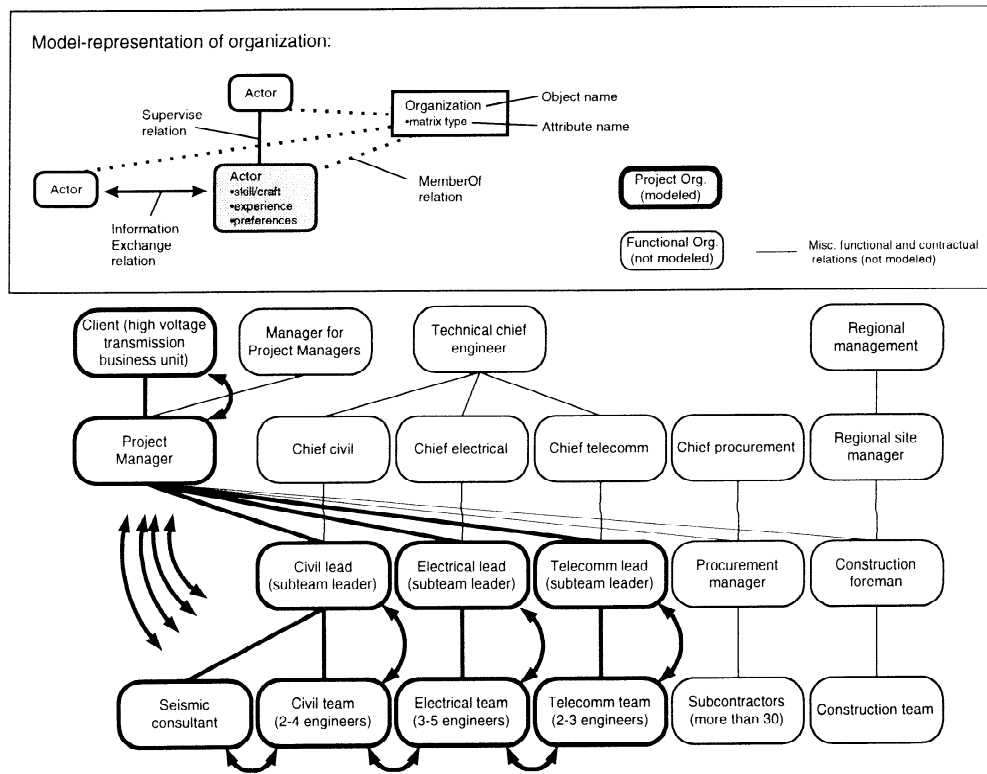 Model-representation of organization:
Actor
Organization
•matrix type
Object name
Attribute name
Supervise
relation
Actor
Actor
•skill/craft
•experience
•preferences
MemberOf
relation
Information
Exchange
relation
Project Org.
(modeled)
Functional Org.
(not modeled)
Misc. functional and contractual
relations (not modeled)
Client (high voltage
transmission
business unit)
Manager for
Project Managers
Technical chief
engineer
Regional
management
Project
Manager
Chief civil
Chief electrical
Chief telecomm
Chief procurement
Regional site
manager
Civil lead
(subteam leader)
Electrical lead
(subteam leader)
Telecomm lead
(subteam leader)
Procurement
manager
Construction
foreman
Seismic
consultant
Civil team
(2-4 engineers)
Electrical team
(3-5 engineers)
Telecomm team
(2-3 engineers)
Subcontractors
(more than 30)
Construction team